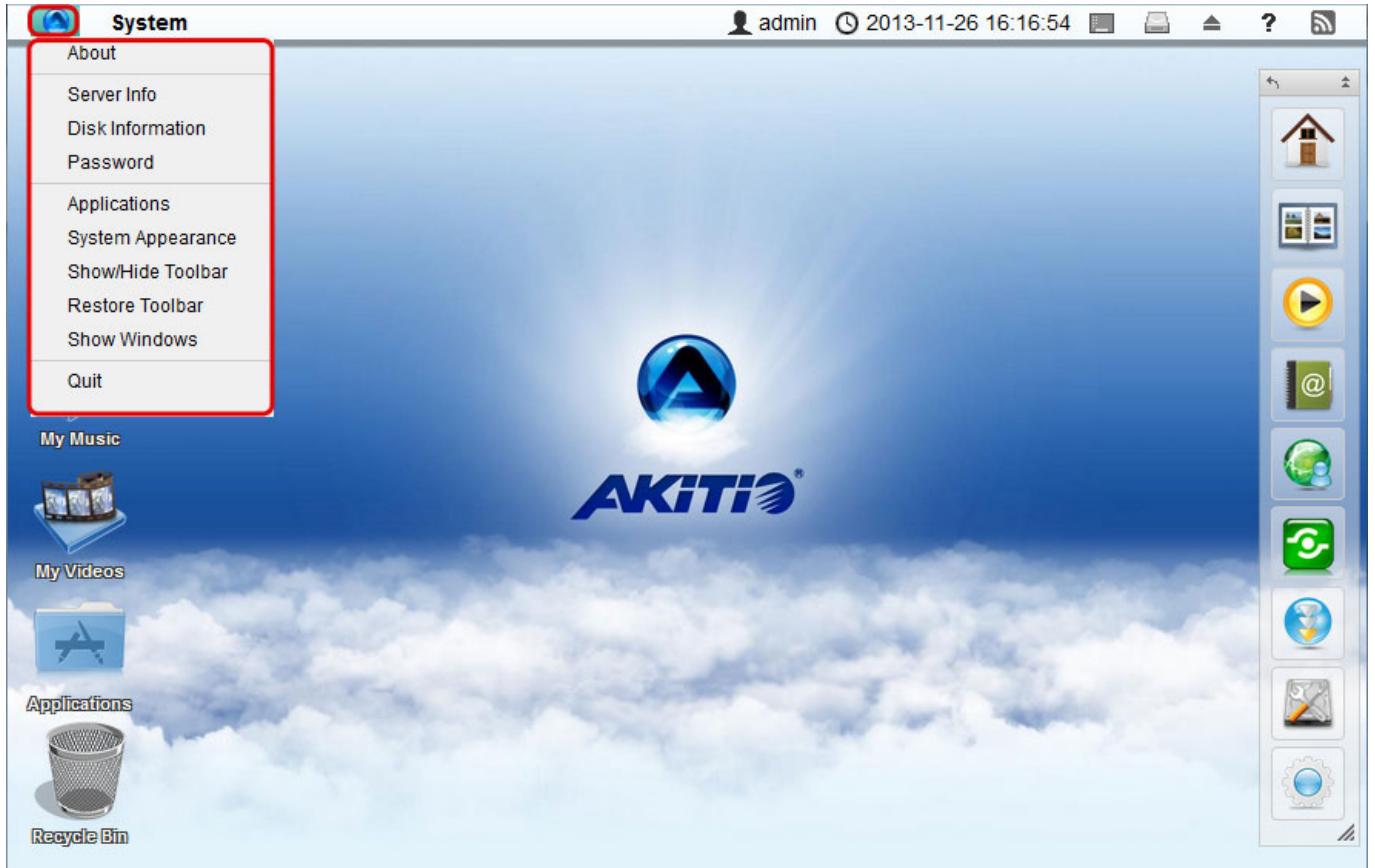 System
admin 2013-11-26 16:16:54 ?
About
Server Info
Disk Information
Password
Applications
System Appearance
Show/Hide Toolbar
Restore Toolbar
Show Windows
Quit
My Music
My Videos
Applications
Recycle Bin
AKiTiO®
@